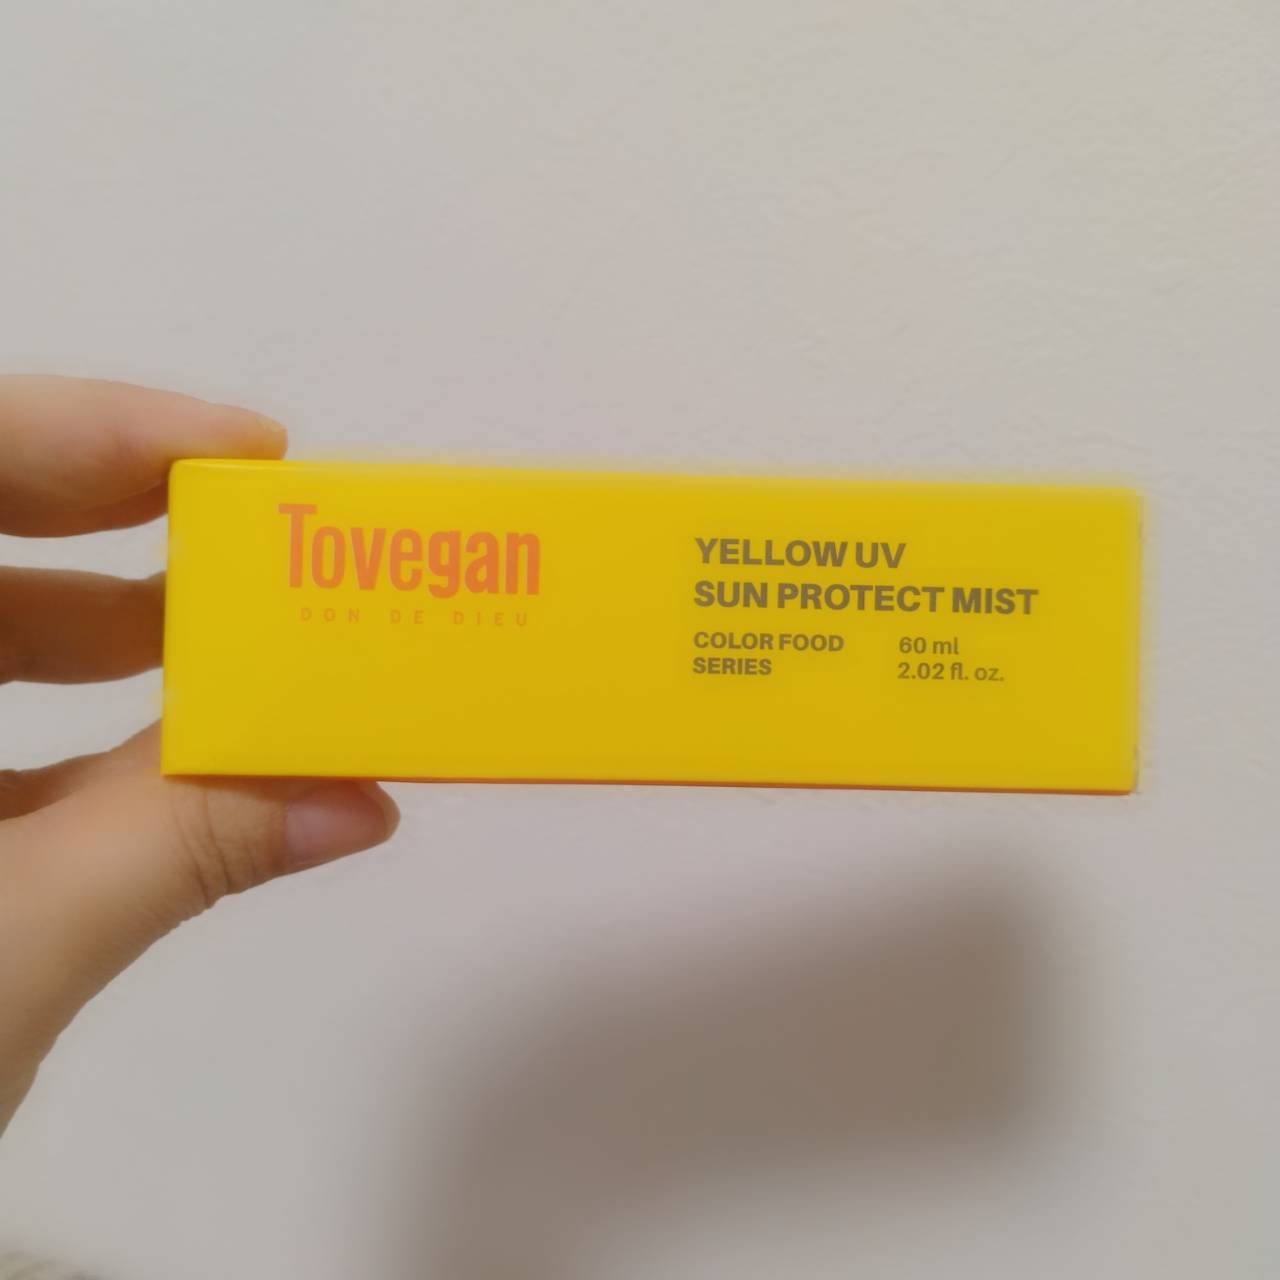 Tovegan
DON DE DIEU
YELLOW UV
SUN PROTECT MIST
COLOR FOOD
SERIES
60 ml
2.02 fl. oz.